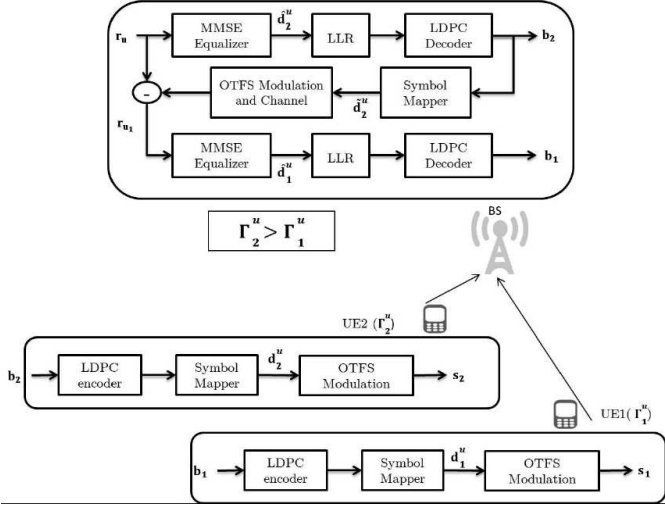 r_u
MMSE
Equalizer
d̂_2^u
LLR
LDPC
Decoder
b_2
OTFS Modulation
and Channel
d̃_2^u
Symbol
Mapper
-
r_u_1
MMSE
Equalizer
d̂_1^u
LLR
LDPC
Decoder
b_1
Γ_2^u > Γ_1^u
BS
UE2 (Γ_2^u)
b_2
LDPC
encoder
Symbol
Mapper
d_2^u
OTFS
Modulation
s_2
UE1( Γ_1^u)
b_1
LDPC
encoder
Symbol
Mapper
d_1^u
OTFS
Modulation
s_1